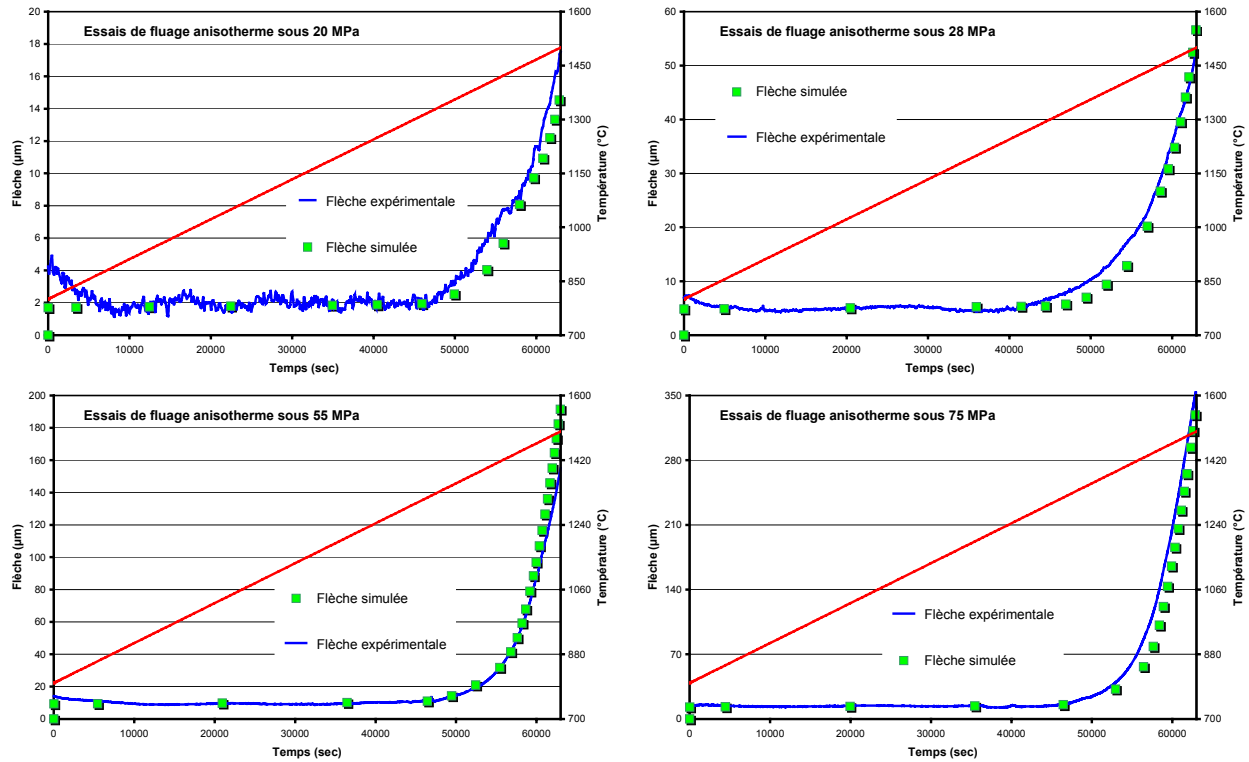 Essais de fluage anisotherme sous 20 MPa
Flèche (µm)
20
18
16
14
12
10
8
6
4
2
0
1600
1450
1300
1150
1000
850
700
Température (°C)
Flèche expérimentale
Flèche simulée
0 10000 20000 30000 40000 50000 60000
Temps (sec)
Essais de fluage anisotherme sous 28 MPa
Flèche (µm)
60
50
40
30
20
10
0
1600
1450
1300
1150
1000
850
700
Température (°C)
Flèche simulée
Flèche expérimentale
0 10000 20000 30000 40000 50000 60000
Temps (sec)
Essais de fluage anisotherme sous 55 MPa
Flèche (µm)
200
180
160
140
120
100
80
60
40
20
0
1600
1420
1240
1060
880
700
Température (°C)
Flèche simulée
Flèche expérimentale
0 10000 20000 30000 40000 50000 60000
Temps (sec)
Essais de fluage anisotherme sous 75 MPa
Flèche (µm)
350
280
210
140
70
0
1600
1420
1240
1060
880
700
Température (°C)
Flèche expérimentale
Flèche simulée
0 10000 20000 30000 40000 50000 60000
Temps (sec)